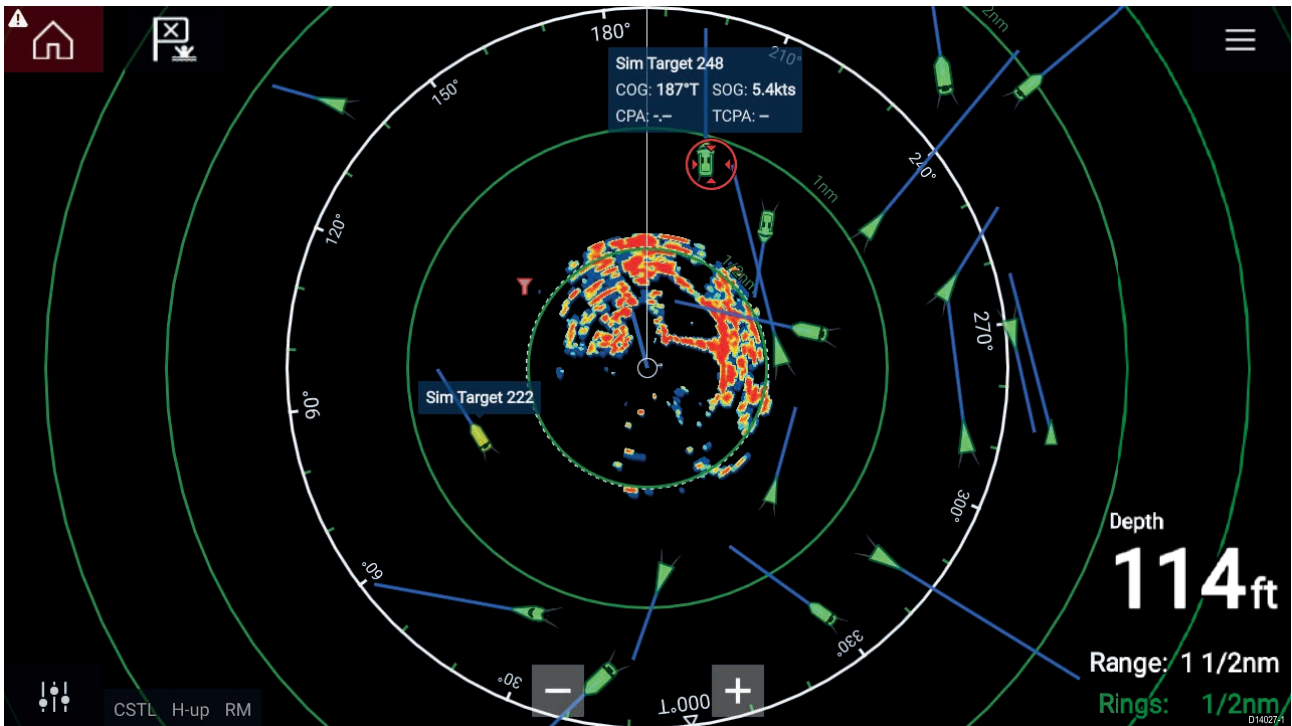 180°
2nm
Sim Target 248
210°
COG: 187°T SOG: 5.4kts
CPA: -.-- TCPA: --
150°
240°
1nm
120°
1/2nm
270°
90°
Sim Target 222
300°
Depth
114ft
60°
330°
Range: 1 1/2nm
30°
000°T
CSTL H-up RM
Rings: 1/2nm
D14027-1